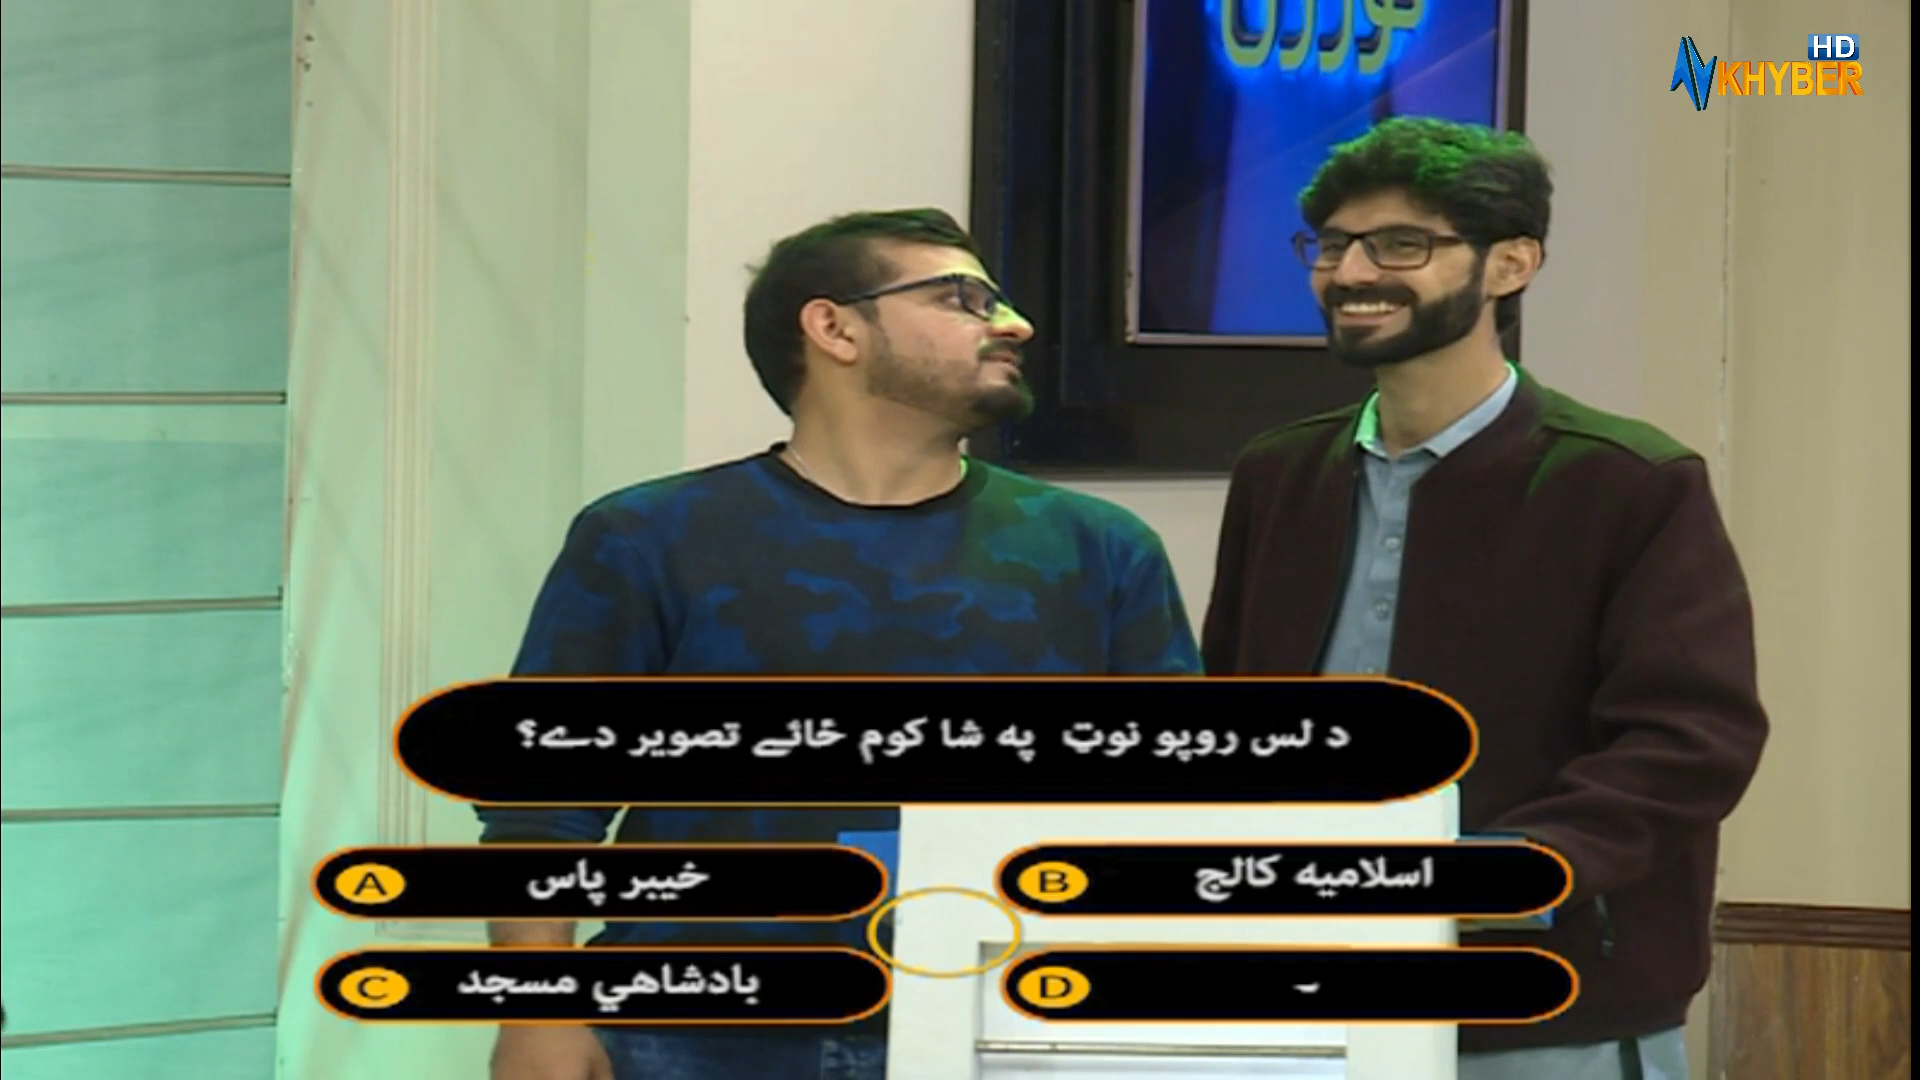 HD
KHYBER
د لس روپو نوټ په شا کوم ځائے تصویر دے؟
A خیبر پاس
B اسلامیه کالج
C بادشاهي مسجد
D -